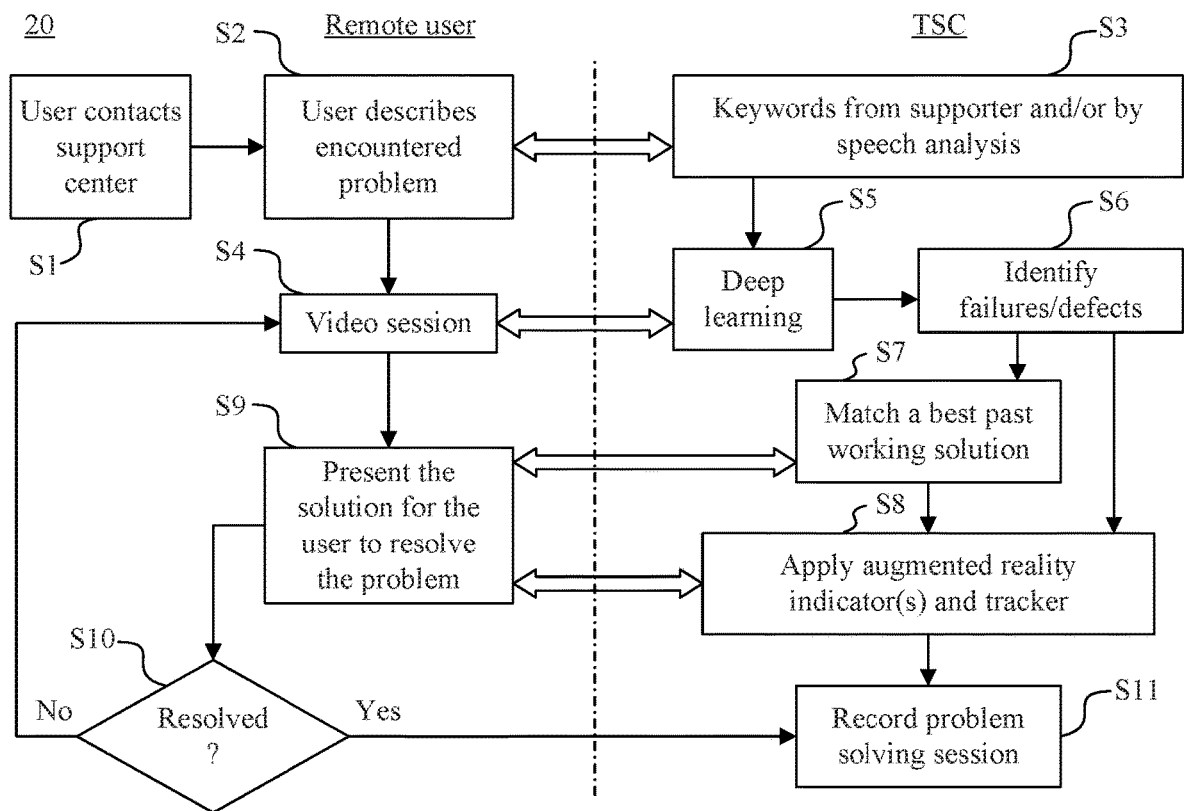 20
Remote user
TSC
S2
S3
User contacts
support
center
User describes
encountered
problem
Keywords from supporter and/or by
speech analysis
S1
S4
S5
S6
Video session
Deep
learning
Identify
failures/defects
S7
S9
Match a best past
working solution
Present the
solution for the
user to resolve
the problem
S8
Apply augmented reality
indicator(s) and tracker
S10
No
Resolved
?
Yes
S11
Record problem
solving session